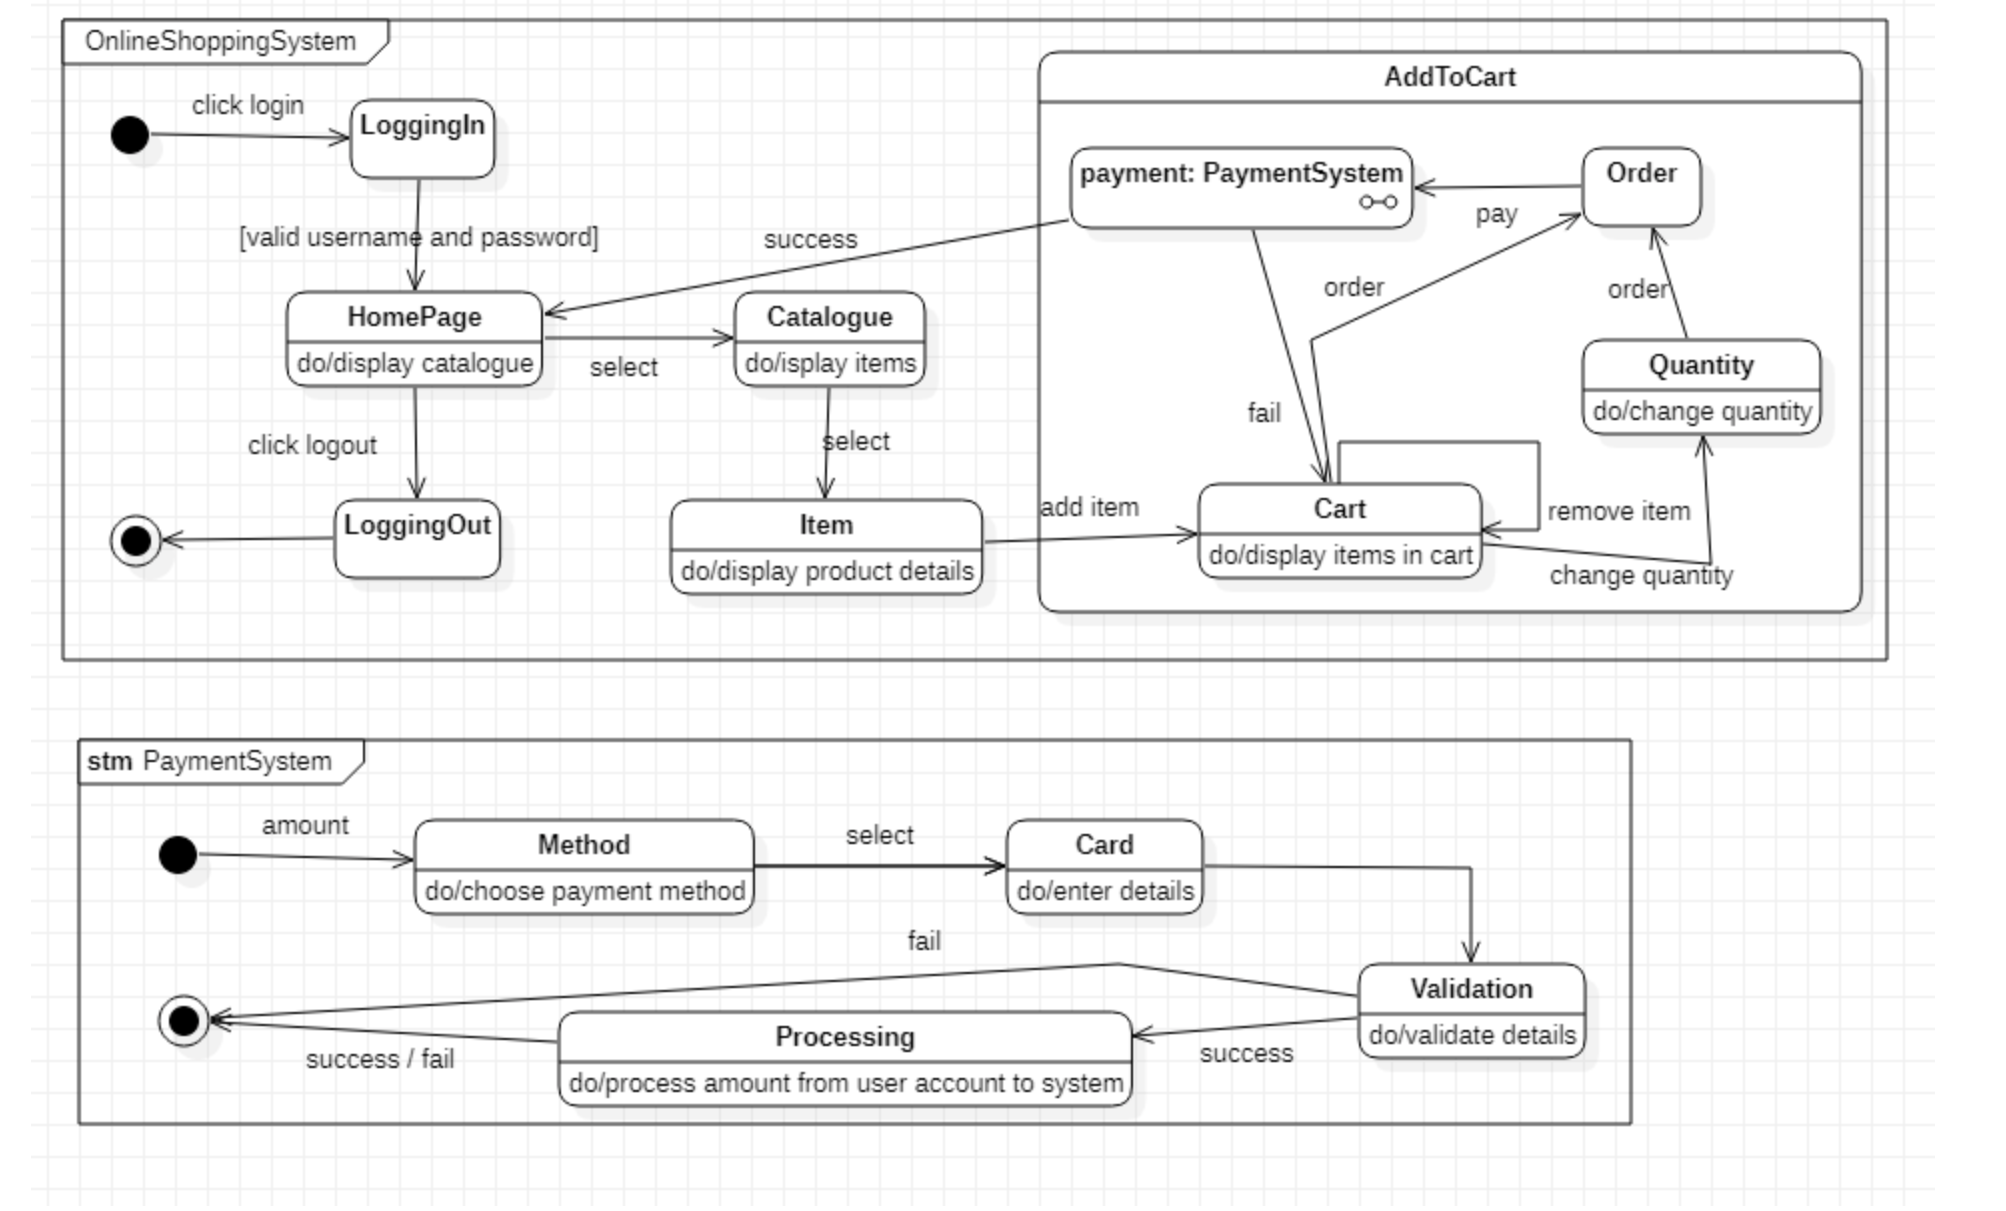 OnlineShoppingSystem
click login
LoggingIn
[valid username and password]
HomePage
do/display catalogue
select
Catalogue
do/isplay items
click logout
select
LoggingOut
Item
do/display product details
success
add item
AddToCart
payment: PaymentSystem
pay
Order
order
order
fail
Quantity
do/change quantity
Cart
do/display items in cart
remove item
change quantity
stm PaymentSystem
amount
Method
do/choose payment method
select
Card
do/enter details
fail
Validation
do/validate details
success
Processing
do/process amount from user account to system
success / fail